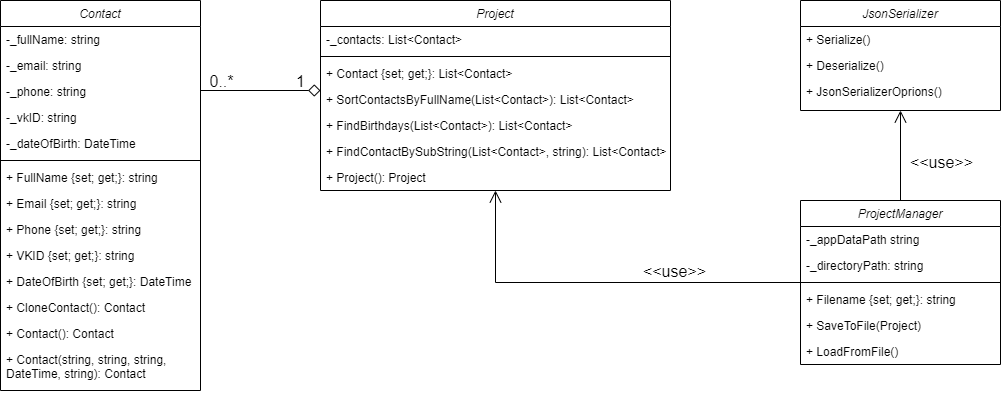 Contact
-_fullName: string
-_email: string
-_phone: string
-_vkID: string
-_dateOfBirth: DateTime
+ FullName {set; get;}: string
+ Email {set; get;}: string
+ Phone {set; get;}: string
+ VKID {set; get;}: string
+ DateOfBirth {set; get;}: DateTime
+ CloneContact(): Contact
+ Contact(): Contact
+ Contact(string, string, string,
DateTime, string): Contact
0..*
1
Project
-_contacts: List<Contact>
+ Contact {set; get;}: List<Contact>
+ SortContactsByFullName(List<Contact>): List<Contact>
+ FindBirthdays(List<Contact>): List<Contact>
+ FindContactBySubString(List<Contact>, string): List<Contact>
+ Project(): Project
<<use>>
JsonSerializer
+ Serialize()
+ Deserialize()
+ JsonSerializerOprions()
<<use>>
ProjectManager
-_appDataPath string
-_directoryPath: string
+ Filename {set; get;}: string
+ SaveToFile(Project)
+ LoadFromFile()